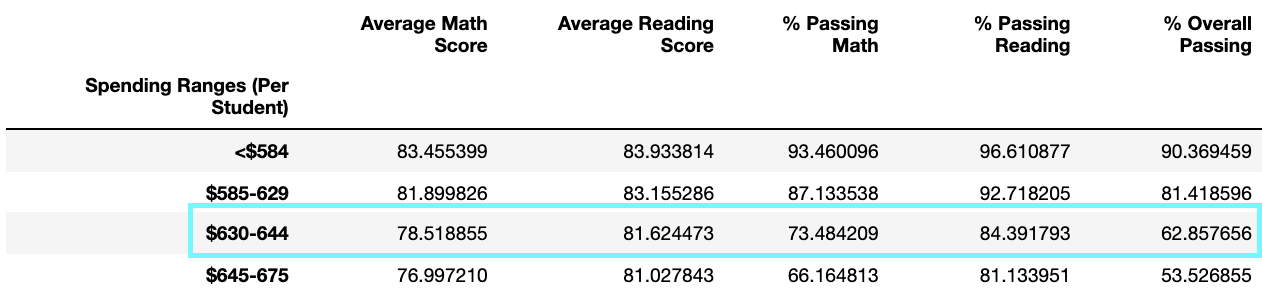 Average Math Score Average Reading Score % Passing Math % Passing Reading % Overall Passing
Spending Ranges (Per Student)
<$584 83.455399 83.933814 93.460096 96.610877 90.369459
$585-629 81.899826 83.155286 87.133538 92.718205 81.418596
$630-644 78.518855 81.624473 73.484209 84.391793 62.857656
$645-675 76.997210 81.027843 66.164813 81.133951 53.526855